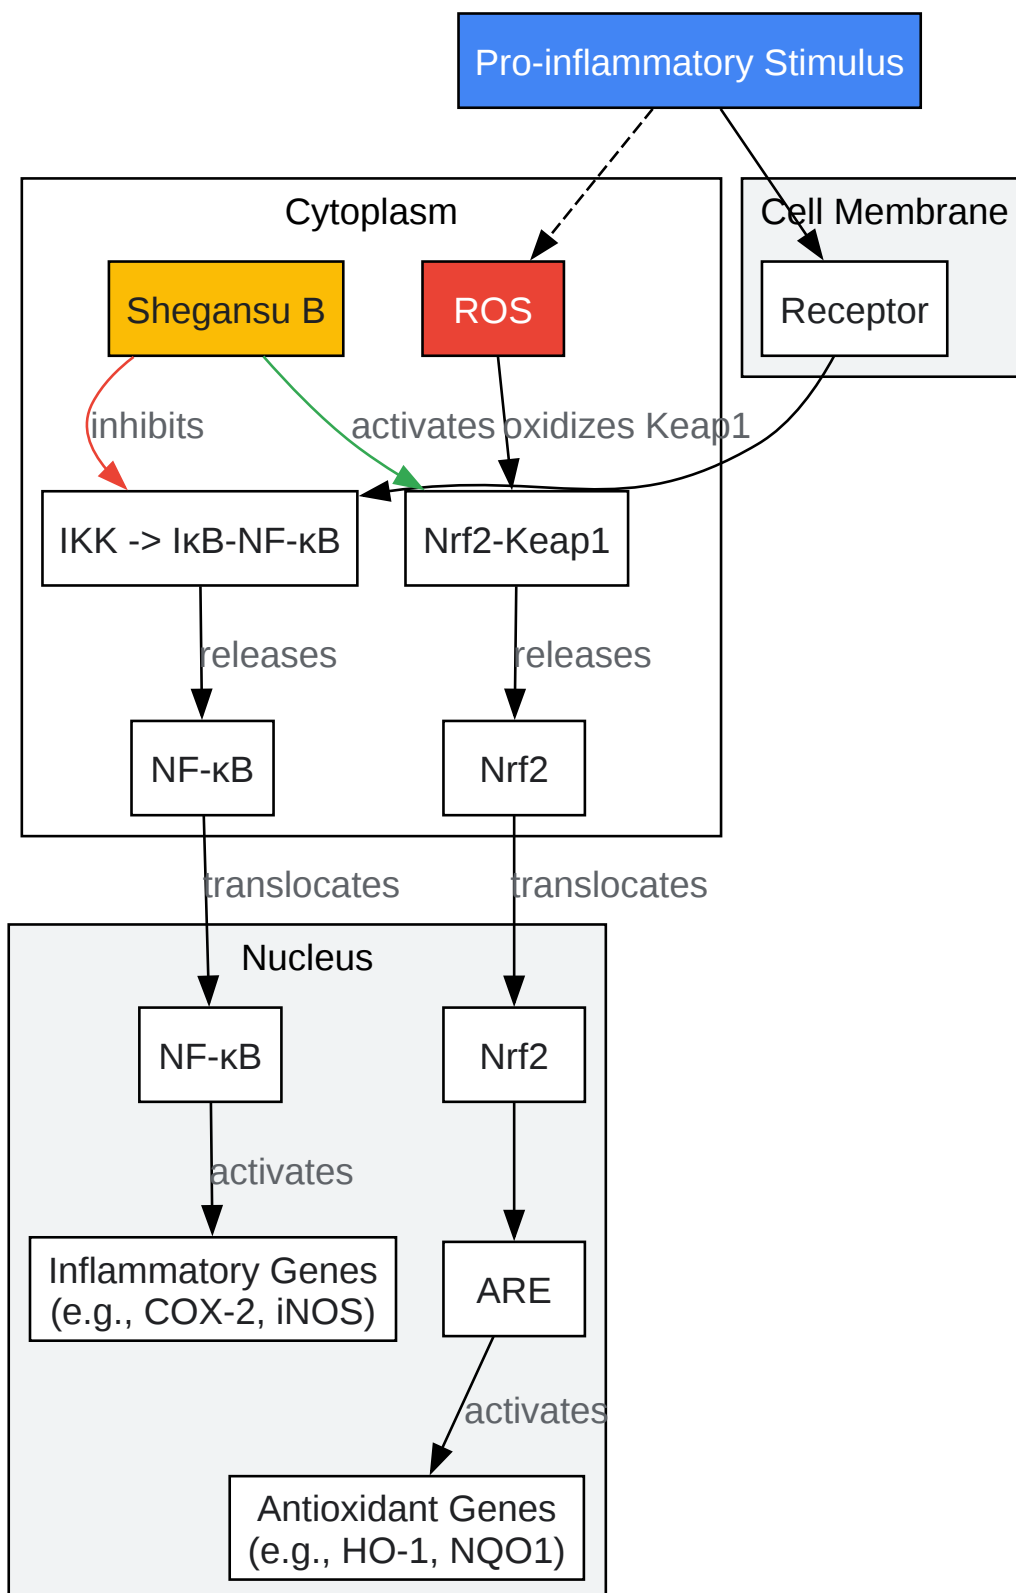 Pro-inflammatory Stimulus
Cytoplasm
Cell Membrane
Shegansu B
ROS
Receptor
inhibits
activates
oxidizes Keap1
IKK -> IκB-NF-κB
Nrf2-Keap1
releases
releases
NF-κB
Nrf2
translocates
translocates
Nucleus
NF-κB
Nrf2
activates
Inflammatory Genes
(e.g., COX-2, iNOS)
ARE
activates
Antioxidant Genes
(e.g., HO-1, NQO1)